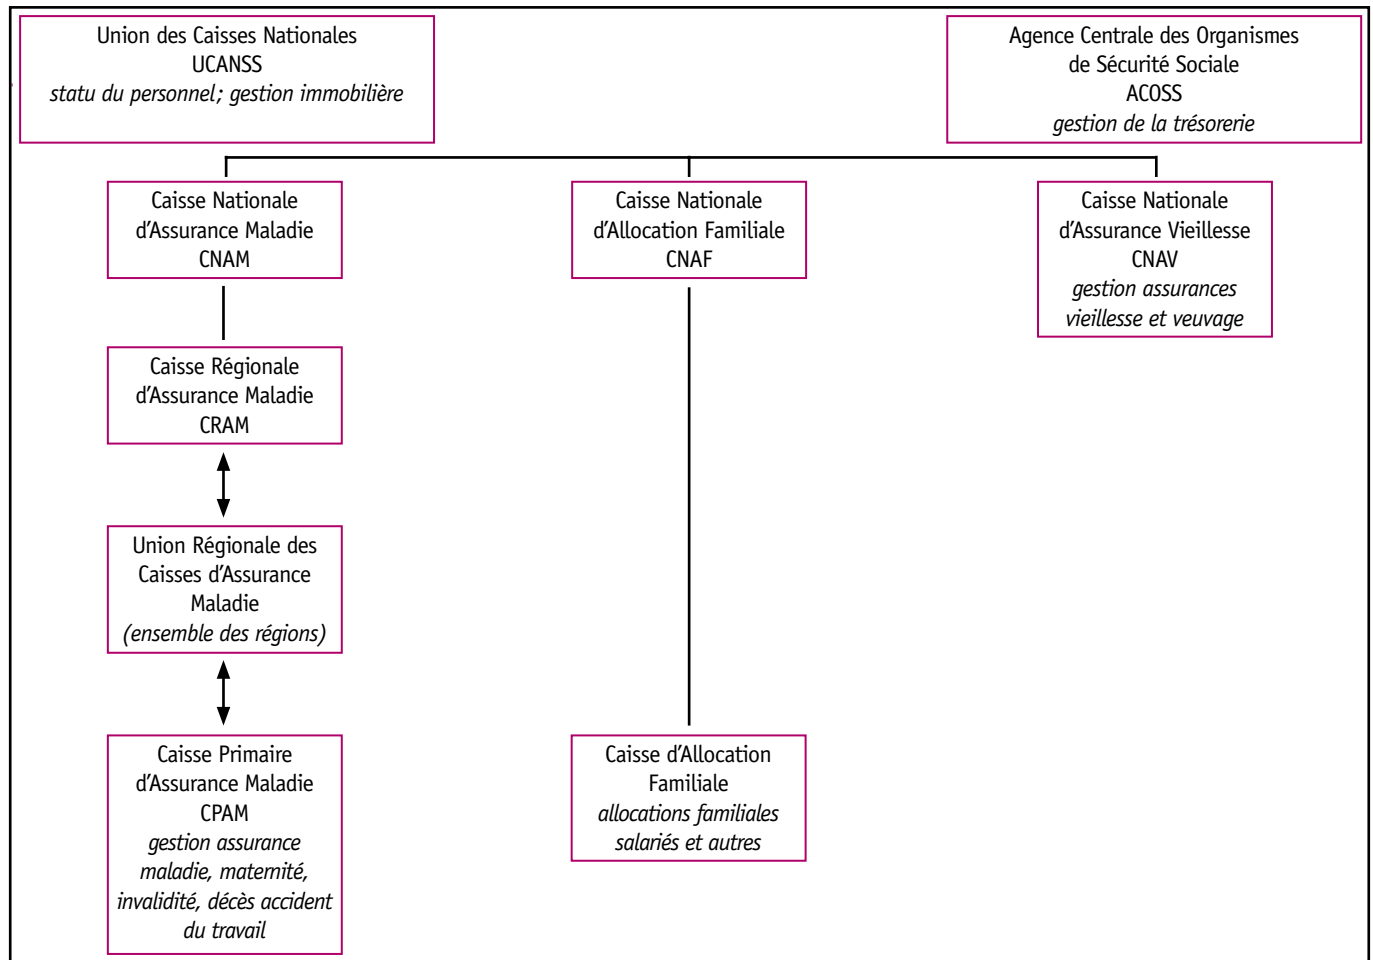 Union des Caisses Nationales
UCANSS
statu du personnel; gestion immobilière
Agence Centrale des Organismes
de Sécurité Sociale
ACOSS
gestion de la trésorerie
Caisse Nationale
d'Assurance Maladie
CNAM
Caisse Nationale
d'Allocation Familiale
CNAF
Caisse Nationale
d'Assurance Vieillesse
CNAV
gestion assurances
vieillesse et veuvage
Caisse Régionale
d'Assurance Maladie
CRAM
Union Régionale des
Caisses d'Assurance
Maladie
(ensemble des régions)
Caisse Primaire
d'Assurance Maladie
CPAM
gestion assurance
maladie, maternité,
invalidité, décès accident
du travail
Caisse d'Allocation
Familiale
allocations familiales
salariés et autres